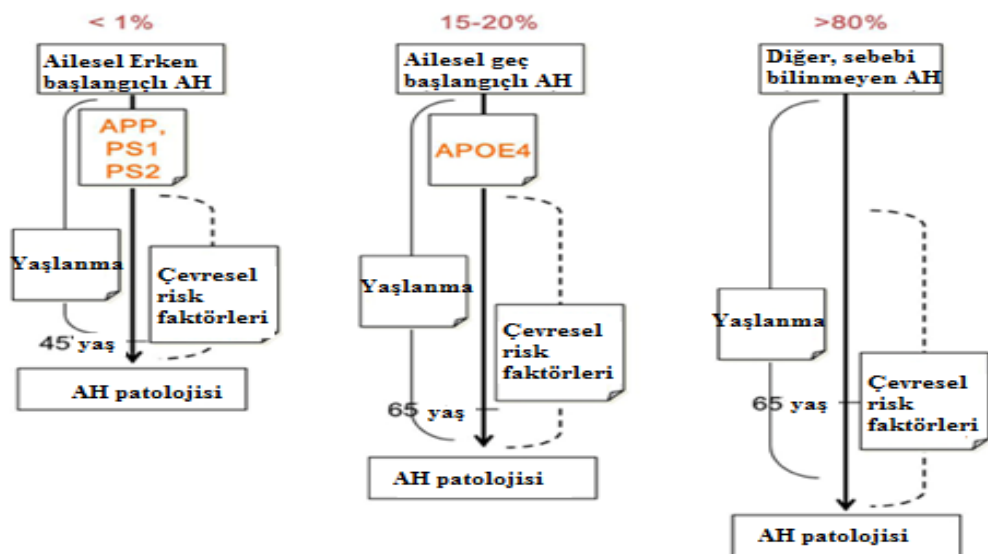 < 1%
Ailesel Erken
başlangıçlı AH
APP,
PS1
PS2
Yaşlanma
Çevresel
risk
faktörleri
45 yaş
AH patolojisi
15-20%
Ailesel geç
başlangıçlı AH
APOE4
Yaşlanma
Çevresel
risk
faktörleri
65 yaş
AH patolojisi
>80%
Diğer, sebebi
bilinmeyen AH
Yaşlanma
Çevresel
risk
faktörleri
65 yaş
AH patolojisi